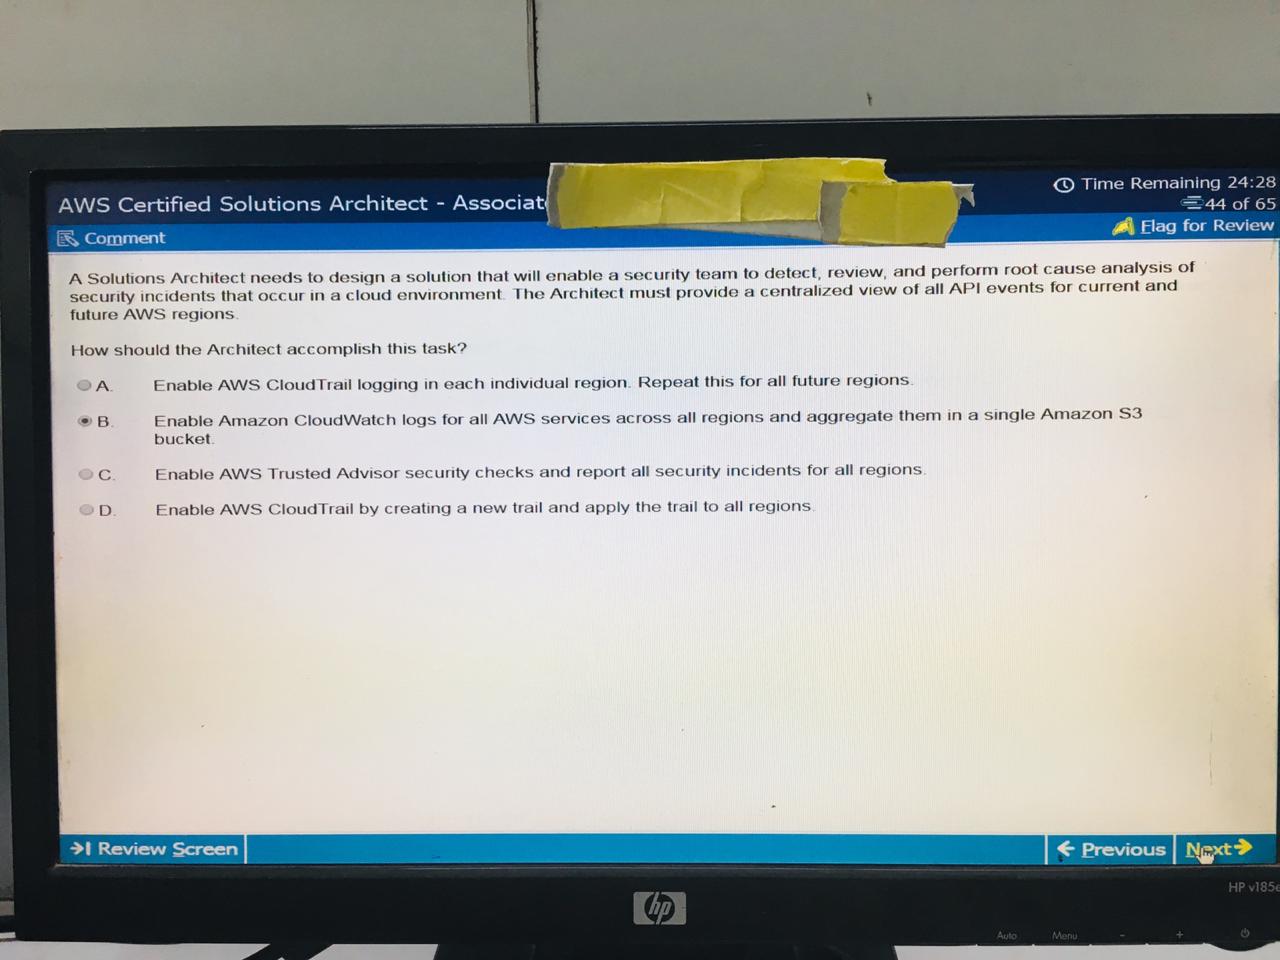 AWS Certified Solutions Architect - Associat
Time Remaining 24:28
44 of 65
Comment
Flag for Review
A Solutions Architect needs to design a solution that will enable a security team to detect, review, and perform root cause analysis of
security incidents that occur in a cloud environment. The Architect must provide a centralized view of all API events for current and
future AWS regions.
How should the Architect accomplish this task?
A. Enable AWS CloudTrail logging in each individual region. Repeat this for all future regions.
B. Enable Amazon CloudWatch logs for all AWS services across all regions and aggregate them in a single Amazon S3
bucket.
C. Enable AWS Trusted Advisor security checks and report all security incidents for all regions.
D. Enable AWS CloudTrail by creating a new trail and apply the trail to all regions.
Review Screen
Previous
Next
HP v185e
hp
Auto Menu - +